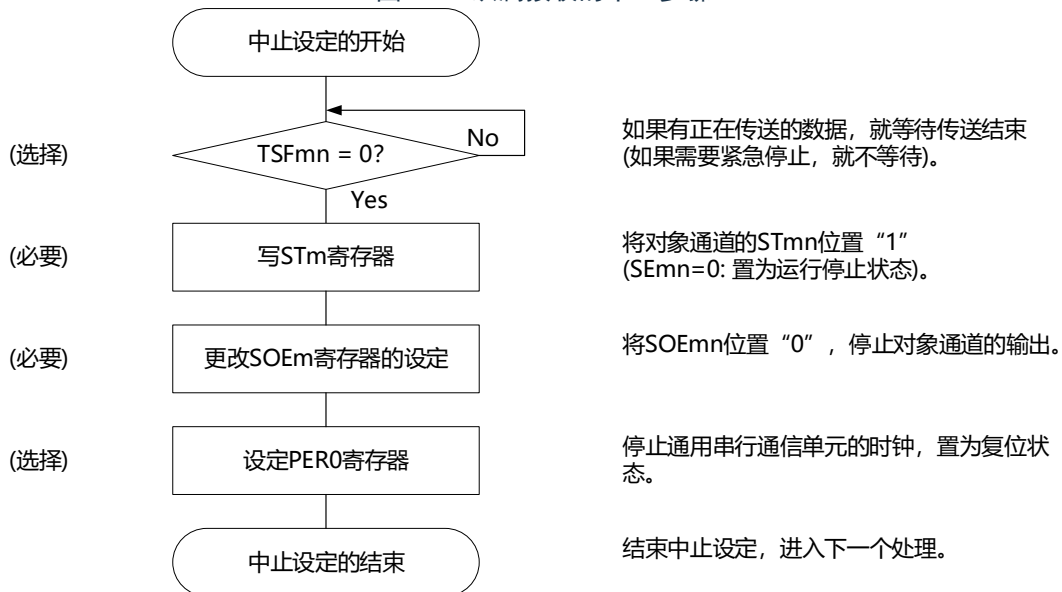 中止设定的开始
(选择)
TSFmn = 0?
No
Yes
如果有正在传送的数据，就等待传送结束
(如果需要紧急停止，就不等待)。
(必要)
写STm寄存器
将对象通道的STmn位置“1”
(SEmn=0: 置为运行停止状态)。
(必要)
更改SOEm寄存器的设定
将SOEmn位置“0”，停止对象通道的输出。
(选择)
设定PER0寄存器
停止通用串行通信单元的时钟，置为复位状
态。
中止设定的结束
结束中止设定，进入下一个处理。